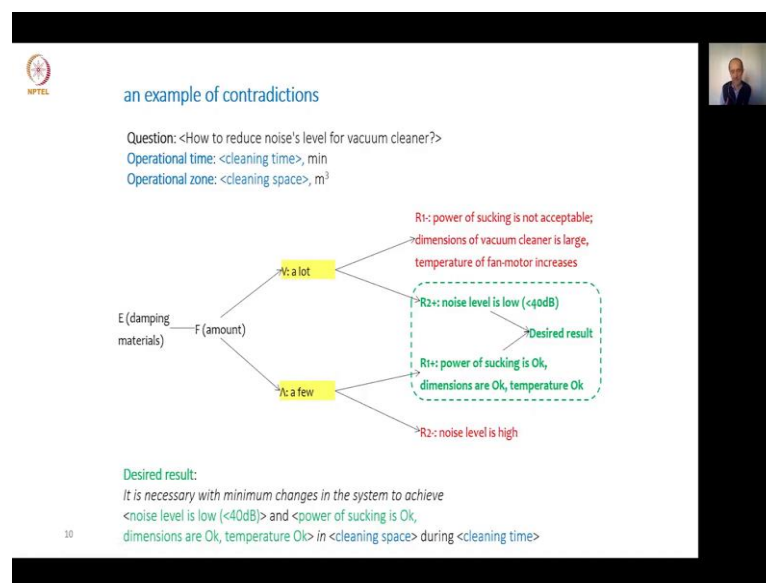 NPTEL
an example of contradictions
Question: <How to reduce noise's level for vacuum cleaner?>
Operational time: <cleaning time>, min
Operational zone: <cleaning space>, m³
R1-: power of sucking is not acceptable;
dimensions of vacuum cleaner is large,
temperature of fan-motor increases
V: a lot
R2+: noise level is low (<40dB)
E (damping
materials)
F (amount)
Desired result
R1+: power of sucking is Ok,
dimensions are Ok, temperature Ok
Λ: a few
R2-: noise level is high
Desired result:
It is necessary with minimum changes in the system to achieve
<noise level is low (<40dB)> and <power of sucking is Ok,
dimensions are Ok, temperature Ok> in <cleaning space> during <cleaning time>
10